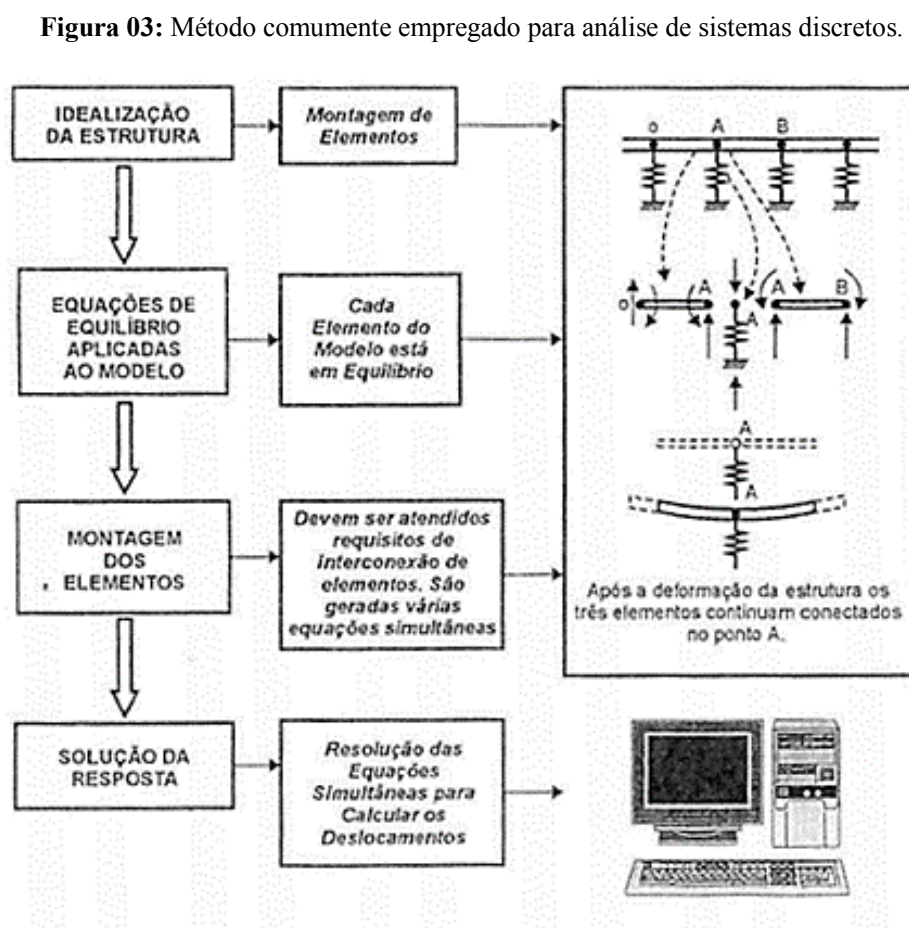 Figura 03: Método comumente empregado para análise de sistemas discretos.
IDEALIZAÇÃO
DA ESTRUTURA
Montagem de
Elementos
o A B
EQUAÇÕES DE
EQUILÍBRIO
APLICADAS
AO MODELO
Cada
Elemento do
Modelo está
em Equilíbrio
o A A A B
A
A
MONTAGEM
DOS
ELEMENTOS
Devem ser atendidos
requisitos de
interconexão de
elementos. São
geradas várias
equações simultâneas
Após a deformação da estrutura os
três elementos continuam conectados
no ponto A.
SOLUÇÃO DA
RESPOSTA
Resolução das
Equações
Simultâneas para
Calcular os
Deslocamentos